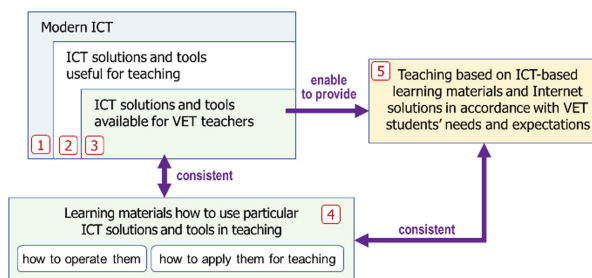 Modern ICT
ICT solutions and tools
useful for teaching
ICT solutions and tools
available for VET teachers
1 2 3
enable
to provide
5 Teaching based on ICT-based
learning materials and Internet
solutions in accordance with VET
students' needs and expectations
consistent
Learning materials how to use particular 4
ICT solutions and tools in teaching
how to operate them how to apply them for teaching
consistent